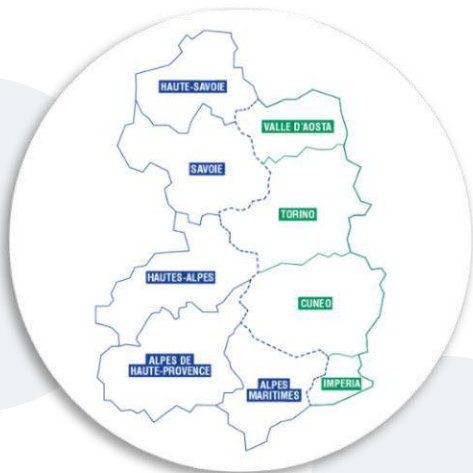 HAUTE-SAVOIE
VALLE D'AOSTA
SAVOIE
TORINO
HAUTES-ALPES
CUNEO
ALPES DE
HAUTE-PROVENCE
ALPES
MARITIMES
IMPERIA